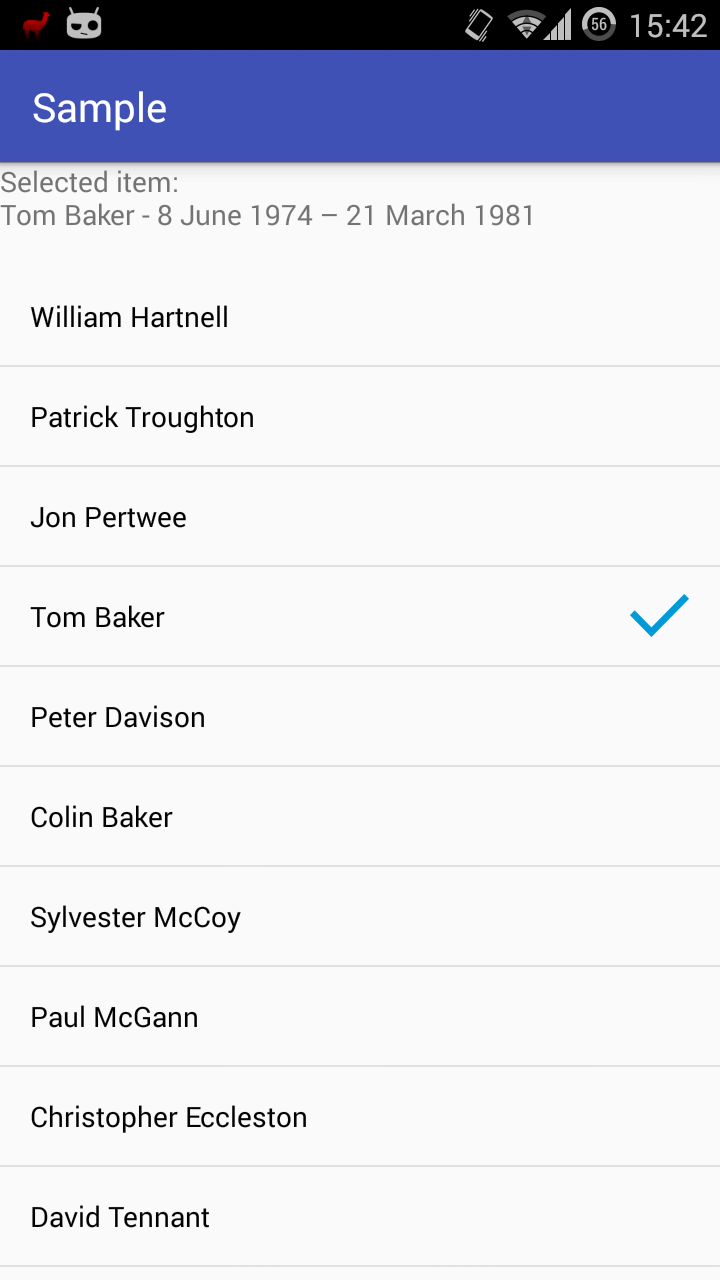 56 15:42
Sample
Selected item:
Tom Baker - 8 June 1974 – 21 March 1981
William Hartnell
Patrick Troughton
Jon Pertwee
Tom Baker
Peter Davison
Colin Baker
Sylvester McCoy
Paul McGann
Christopher Eccleston
David Tennant